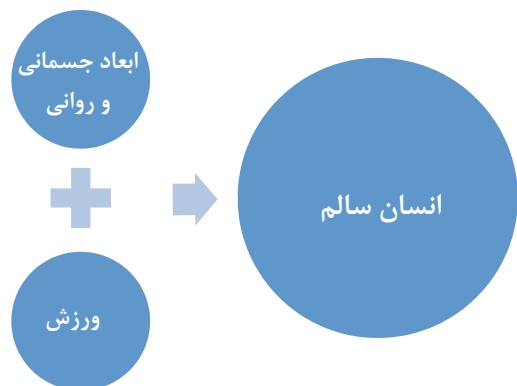 ابعاد جسمانی
و روانی
ورزش
انسان سالم